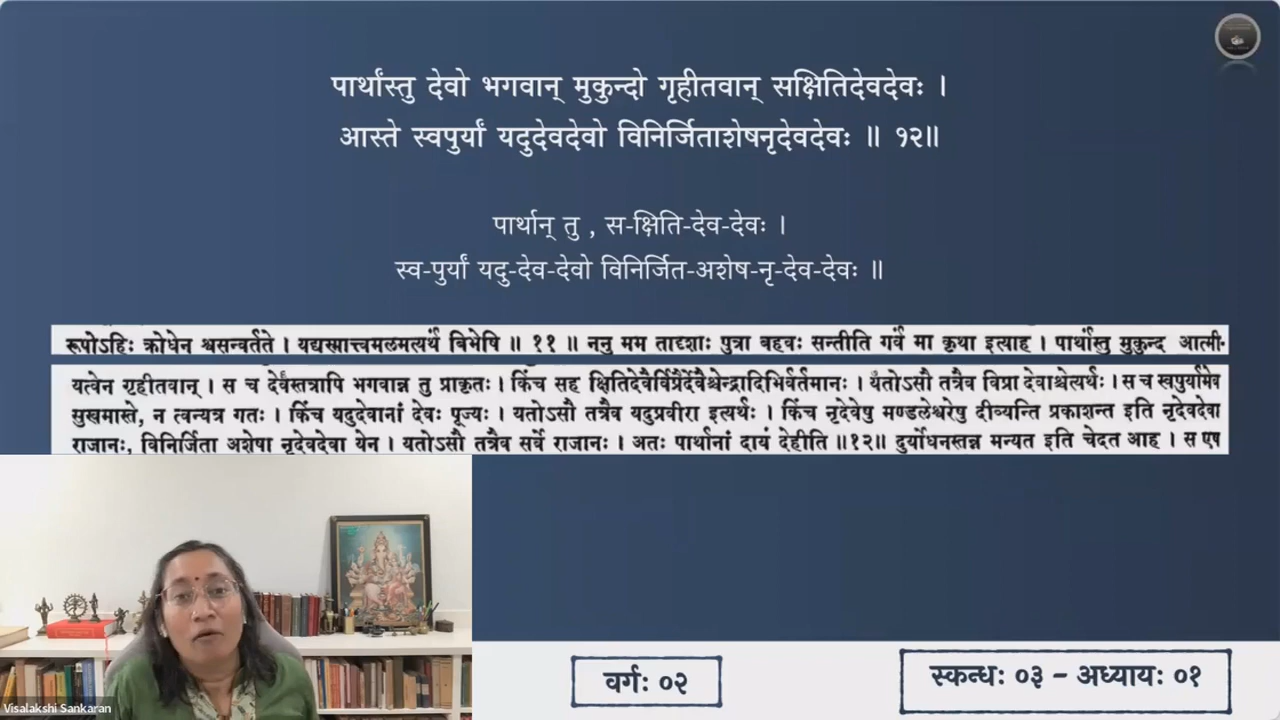 पार्थांस्तु देवो भगवान् मुकुन्दो गृहीतवान् सक्षितिदेवदेवः ।
आस्ते स्वपुर्यां यदुदेवदेवो विनिर्जिताशेषनृदेवदेवः ॥ १२॥
पार्थान् तु , स-क्षिति-देव-देवः ।
स्व-पुर्यां यदु-देव-देवो विनिर्जित-अशेष-नृ-देव-देवः ॥
रूपोऽहिः क्रोधेन श्वसन्वर्तते । यद्यस्मात्त्वमलमत्यर्थं बिभेषि ॥ ११ ॥ ननु मम तादृशाः पुत्रा बहवः सन्तीति गर्वं मा कृथा इत्याह । पार्थांस्तु मुकुन्द आत्मी-
यत्वेन गृहीतवान् । स च देवस्तत्रापि भगवान्न तु प्राकृतः । किंच सह क्षितिदेवैर्विप्रैर्देवैश्चेन्द्रादिभिर्वर्तमानः । यतोऽसौ तत्रैव विप्रा देवाश्चेत्यर्थः । स च स्वपुर्यामेव
सुखमास्ते, न त्वन्यत्र गतः । किंच यदुदेवानां देवः पूज्यः । यतोऽसौ तत्रैव यदुप्रवीरा इत्यर्थः । किंच नृदेवेषु मण्डलेश्वरेषु दीव्यन्ति प्रकाशन्त इति नृदेवदेवा
राजानः, विनिर्जिता अशेषा नृदेवदेवा येन । यतोऽसौ तत्रैव सर्वे राजानः । अतः पार्थानां दायं देहीति ॥१२॥ दुर्योधनस्तन्न मन्यत इति चेदत आह । स एष
Visalakshi Sankaran
वर्गः ०२
स्कन्धः ०३ – अध्यायः ०१